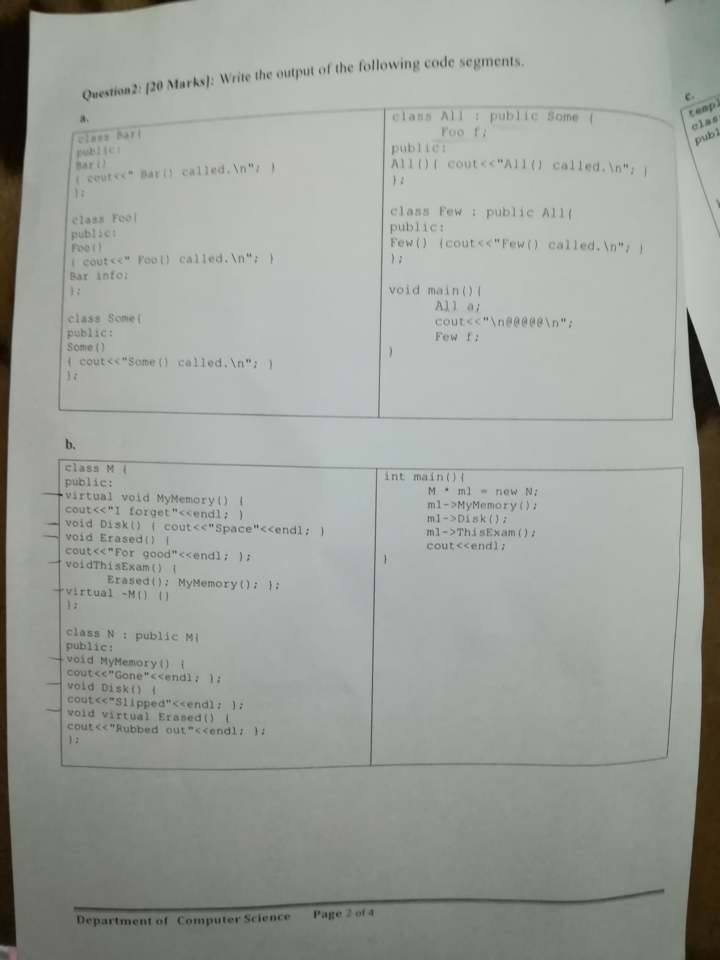 Question2: [20 Marks]: Write the output of the following code segments.
a.
class Bar{
public:
Bar()
{ cout<<" Bar() called.\n"; }
};
class Foo{
public:
Foo()
{ cout<<" Foo() called.\n"; }
Bar info;
};
class Some{
public:
Some()
{ cout<<"Some() called.\n"; }
};
class All : public Some {
Foo f;
public:
All(){ cout<<"All() called.\n"; }
};
class Few : public All{
public:
Few() {cout<<"Few() called.\n"; }
};
void main(){
All a;
cout<<"\n@@@@@\n";
Few f;
}
b.
class M {
public:
virtual void MyMemory() {
cout<<"I forget"<<endl; }
void Disk() { cout<<"Space"<<endl; }
void Erased() {
cout<<"For good"<<endl; };
voidThisExam() {
Erased(); MyMemory(); };
virtual ~M() {}
};
class N : public M{
public:
void MyMemory() {
cout<<"Gone"<<endl; };
void Disk() {
cout<<"Slipped"<<endl; };
void virtual Erased() {
cout<<"Rubbed out"<<endl; };
};
int main(){
M * m1 = new N;
m1->MyMemory();
m1->Disk();
m1->ThisExam();
cout<<endl;
}
Department of Computer Science Page 2 of 4
c.